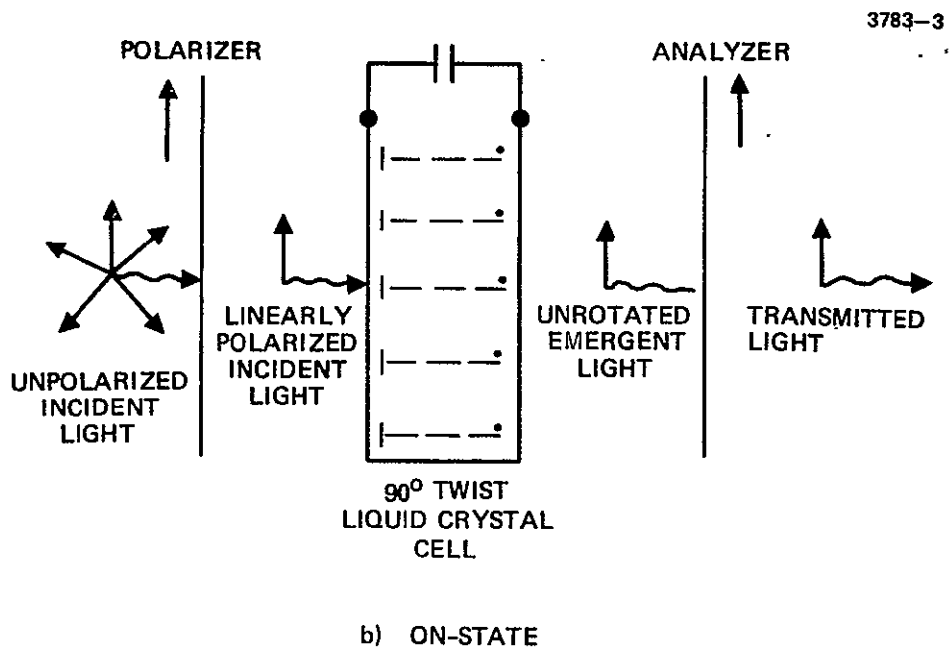 3783-3
POLARIZER
ANALYZER
UNPOLARIZED
INCIDENT
LIGHT
LINEARLY
POLARIZED
INCIDENT
LIGHT
UNROTATED
EMERGENT
LIGHT
TRANSMITTED
LIGHT
90° TWIST
LIQUID CRYSTAL
CELL
b) ON-STATE